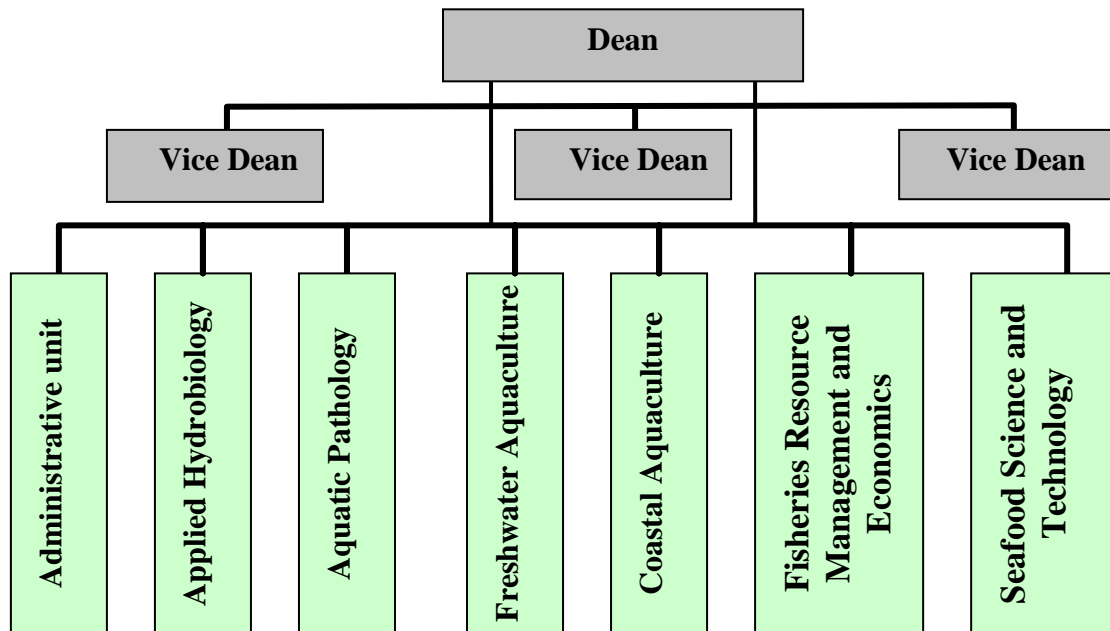 Dean
Vice Dean
Vice Dean
Vice Dean
Administrative unit
Applied Hydrobiology
Aquatic Pathology
Freshwater Aquaculture
Coastal Aquaculture
Fisheries Resource
Management and
Economics
Seafood Science and
Technology